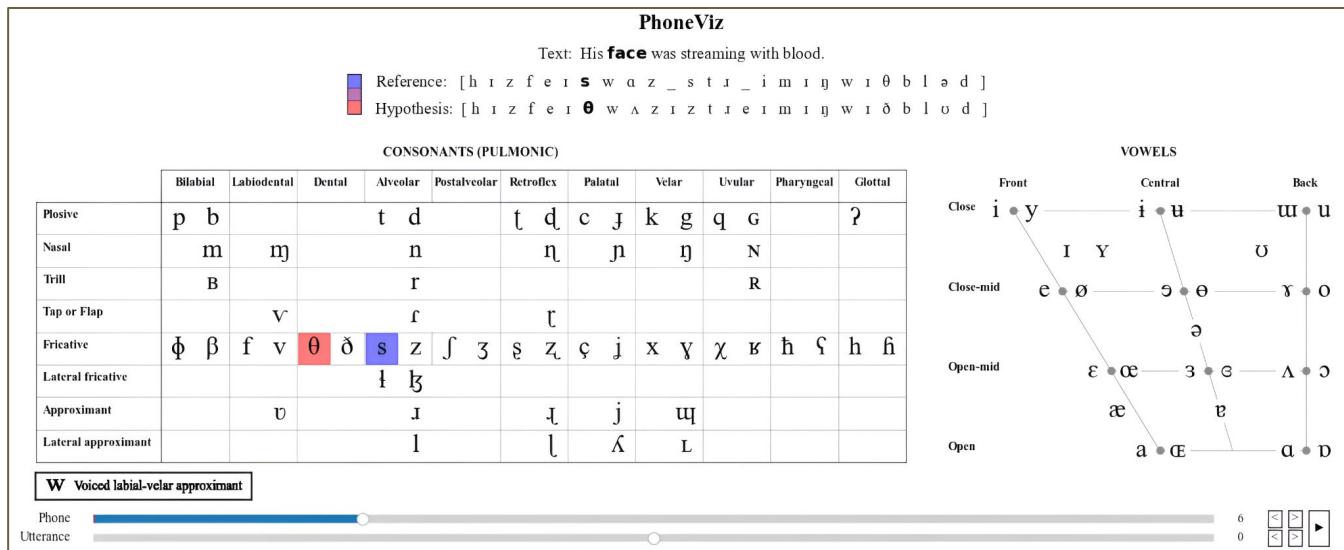 PhoneViz
Text: His face was streaming with blood.
Reference: [ h ɪ z f e ɪ s w ɑ z _ s t ɹ _ i m ɪ ŋ w ɪ θ b l ə d ]
Hypothesis: [ h ɪ z f e ɪ θ w ʌ z ɪ z t ɹ e ɪ m ɪ ŋ w ɪ ð b l ʊ d ]
CONSONANTS (PULMONIC)
Bilabial Labiodental Dental Alveolar Postalveolar Retroflex Palatal Velar Uvular Pharyngeal Glottal
Plosive p b t d ʈ ɖ c ɟ k g q ɢ ʔ
Nasal m ɱ n ɳ ɲ ŋ ɴ
Trill ʙ r ʀ
Tap or Flap ⱱ ɾ ɽ
Fricative ɸ β f v θ ð s z ʃ ʒ ʂ ʐ ç ʝ x ɣ χ ʁ ħ ʕ h ɦ
Lateral fricative ɬ ɮ
Approximant ʋ ɹ ɻ j ɰ
Lateral approximant l ɭ ʎ ʟ
W Voiced labial-velar approximant
VOWELS
Front Central Back
Close i y ɨ ʉ ɯ u
ɪ ʏ ʊ
Close-mid e ø ɘ ɵ ɤ o
ə
Open-mid ɛ œ ɜ ɞ ʌ ɔ
æ ɐ
Open a ɶ ɑ ɒ
Phone 6 < >
Utterance 0 < >